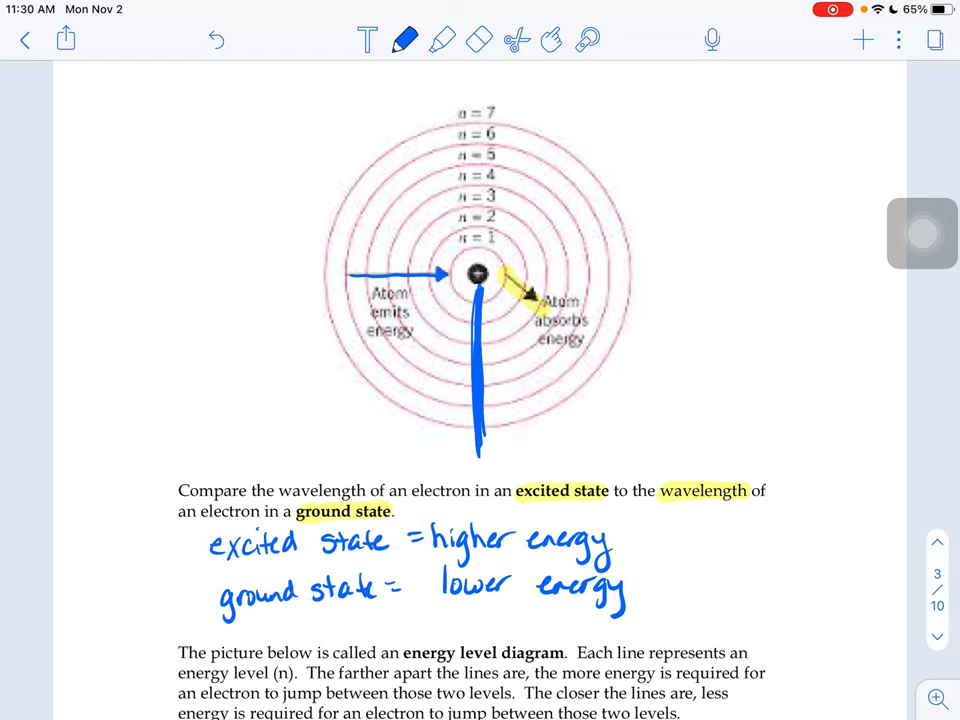 11:30 AM Mon Nov 2
65%
T
n = 7
n = 6
n = 5
n = 4
n = 3
n = 2
n = 1
+
Atom
emits
energy
Atom
absorbs
energy
Compare the wavelength of an electron in an excited state to the wavelength of
an electron in a ground state.
excited state = higher energy
ground state = lower energy
The picture below is called an energy level diagram. Each line represents an
energy level (n). The farther apart the lines are, the more energy is required for
an electron to jump between those two levels. The closer the lines are, less
energy is required for an electron to jump between those two levels.
3
/
10